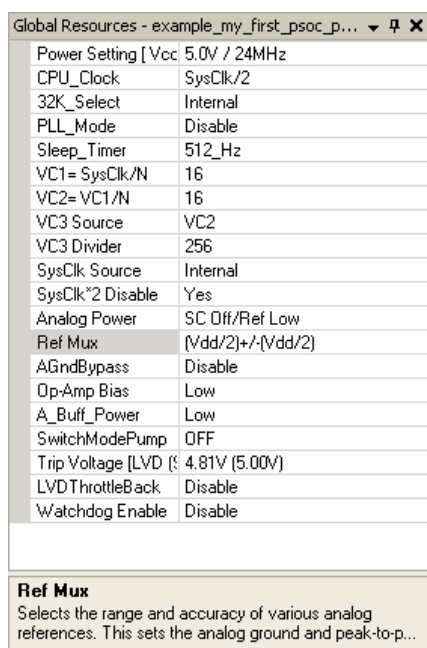 Global Resources - example_my_first_psoc_p...
Power Setting [ Vcc 5.0V / 24MHz
CPU_Clock SysClk/2
32K_Select Internal
PLL_Mode Disable
Sleep_Timer 512_Hz
VC1= SysClk/N 16
VC2= VC1/N 16
VC3 Source VC2
VC3 Divider 256
SysClk Source Internal
SysClk*2 Disable Yes
Analog Power SC Off/Ref Low
Ref Mux (Vdd/2)+/-(Vdd/2)
AGndBypass Disable
Op-Amp Bias Low
A_Buff_Power Low
SwitchModePump OFF
Trip Voltage [LVD (S 4.81V (5.00V)
LVDThrottleBack Disable
Watchdog Enable Disable
Ref Mux
Selects the range and accuracy of various analog
references. This sets the analog ground and peak-to-p...